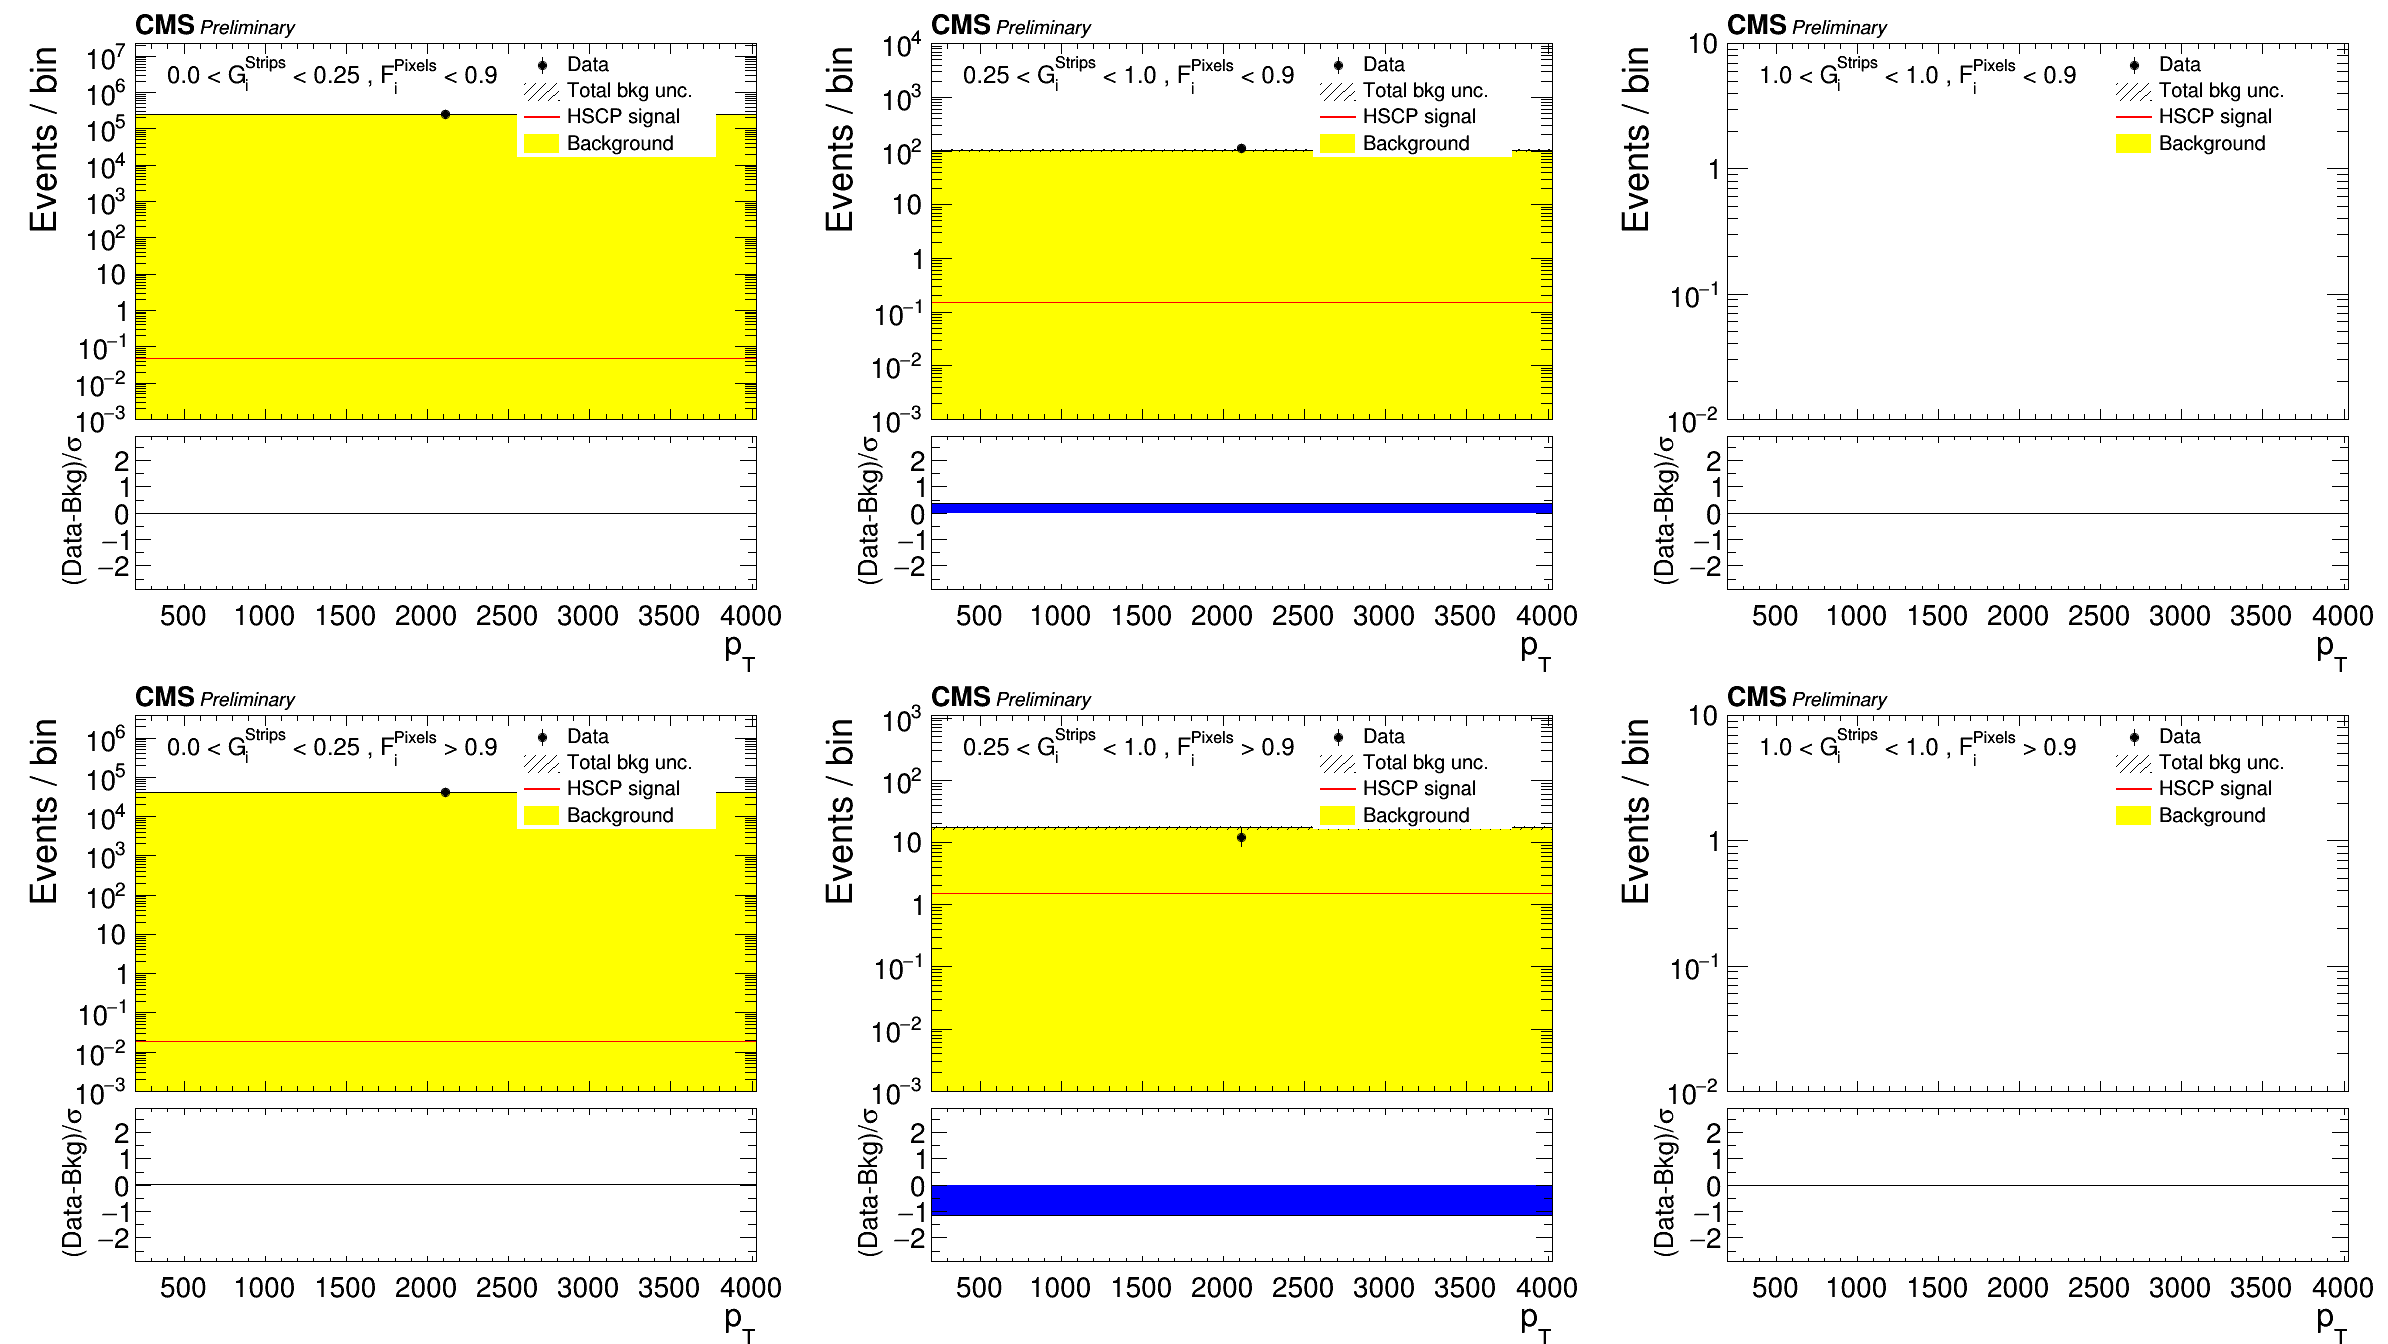 CMS Preliminary
Events / bin
0.0 < G_i^Strips < 0.25 , F_i^Pixels < 0.9
Data
Total bkg unc.
HSCP signal
Background
10^7
10^6
10^5
10^4
10^3
10^2
10
1
10^−1
10^−2
10^−3
(Data-Bkg)/σ
2
1
0
−1
−2
500 1000 1500 2000 2500 3000 3500 4000
p_T
CMS Preliminary
Events / bin
0.25 < G_i^Strips < 1.0 , F_i^Pixels < 0.9
Data
Total bkg unc.
HSCP signal
Background
10^4
10^3
10^2
10
1
10^−1
10^−2
10^−3
(Data-Bkg)/σ
2
1
0
−1
−2
500 1000 1500 2000 2500 3000 3500 4000
p_T
CMS Preliminary
Events / bin
1.0 < G_i^Strips < 1.0 , F_i^Pixels < 0.9
Data
Total bkg unc.
HSCP signal
Background
10
1
10^−1
10^−2
(Data-Bkg)/σ
2
1
0
−1
−2
500 1000 1500 2000 2500 3000 3500 4000
p_T
CMS Preliminary
Events / bin
0.0 < G_i^Strips < 0.25 , F_i^Pixels > 0.9
Data
Total bkg unc.
HSCP signal
Background
10^6
10^5
10^4
10^3
10^2
10
1
10^−1
10^−2
10^−3
(Data-Bkg)/σ
2
1
0
−1
−2
500 1000 1500 2000 2500 3000 3500 4000
p_T
CMS Preliminary
Events / bin
0.25 < G_i^Strips < 1.0 , F_i^Pixels > 0.9
Data
Total bkg unc.
HSCP signal
Background
10^3
10^2
10
1
10^−1
10^−2
10^−3
(Data-Bkg)/σ
2
1
0
−1
−2
500 1000 1500 2000 2500 3000 3500 4000
p_T
CMS Preliminary
Events / bin
1.0 < G_i^Strips < 1.0 , F_i^Pixels > 0.9
Data
Total bkg unc.
HSCP signal
Background
10
1
10^−1
10^−2
(Data-Bkg)/σ
2
1
0
−1
−2
500 1000 1500 2000 2500 3000 3500 4000
p_T